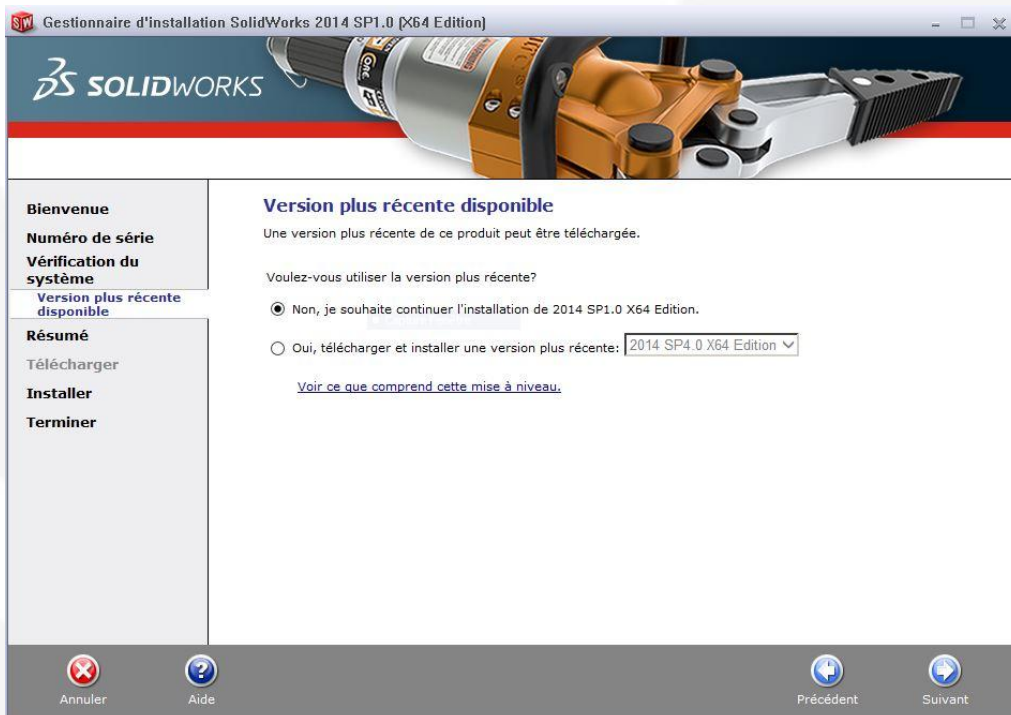 Gestionnaire d'installation SolidWorks 2014 SP1.0 (X64 Edition)
SOLIDWORKS
Bienvenue
Numéro de série
Vérification du
système
Version plus récente
disponible
Résumé
Télécharger
Installer
Terminer
Version plus récente disponible
Une version plus récente de ce produit peut être téléchargée.
Voulez-vous utiliser la version plus récente?
Non, je souhaite continuer l'installation de 2014 SP1.0 X64 Edition.
Oui, télécharger et installer une version plus récente: 2014 SP4.0 X64 Edition
Voir ce que comprend cette mise à niveau.
Annuler
Aide
Précédent
Suivant